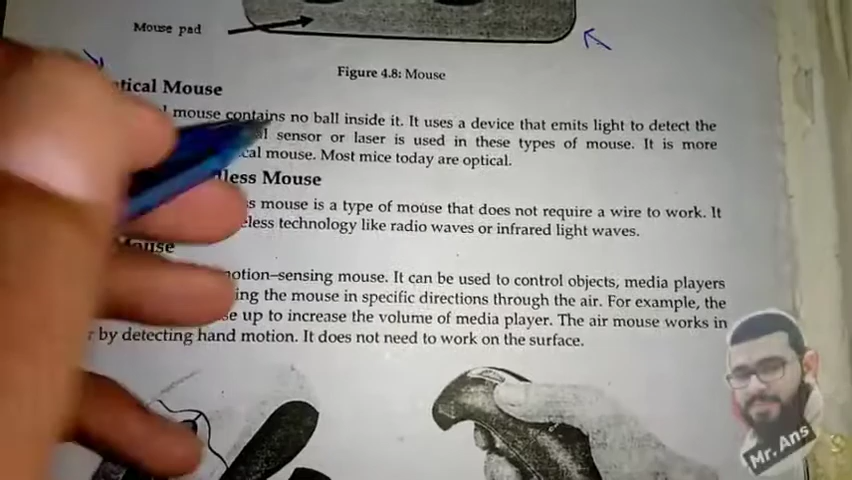 Mouse pad
Figure 4.8: Mouse
tical Mouse
mouse contains no ball inside it. It uses a device that emits light to detect the
sensor or laser is used in these types of mouse. It is more
cal mouse. Most mice today are optical.
less Mouse
s mouse is a type of mouse that does not require a wire to work. It
eless technology like radio waves or infrared light waves.
Mouse
otion-sensing mouse. It can be used to control objects, media players
ing the mouse in specific directions through the air. For example, the
se up to increase the volume of media player. The air mouse works in
r by detecting hand motion. It does not need to work on the surface.
Mr. Ans